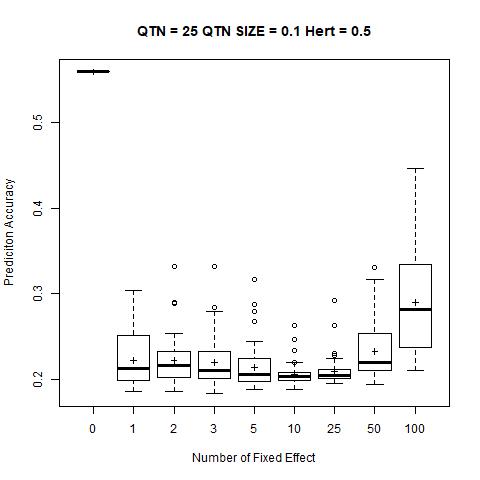 QTN = 25 QTN SIZE = 0.1 Hert = 0.5
Prediciton Accuracy
0.5
0.4
0.3
0.2
0 1 2 3 5 10 25 50 100
Number of Fixed Effect